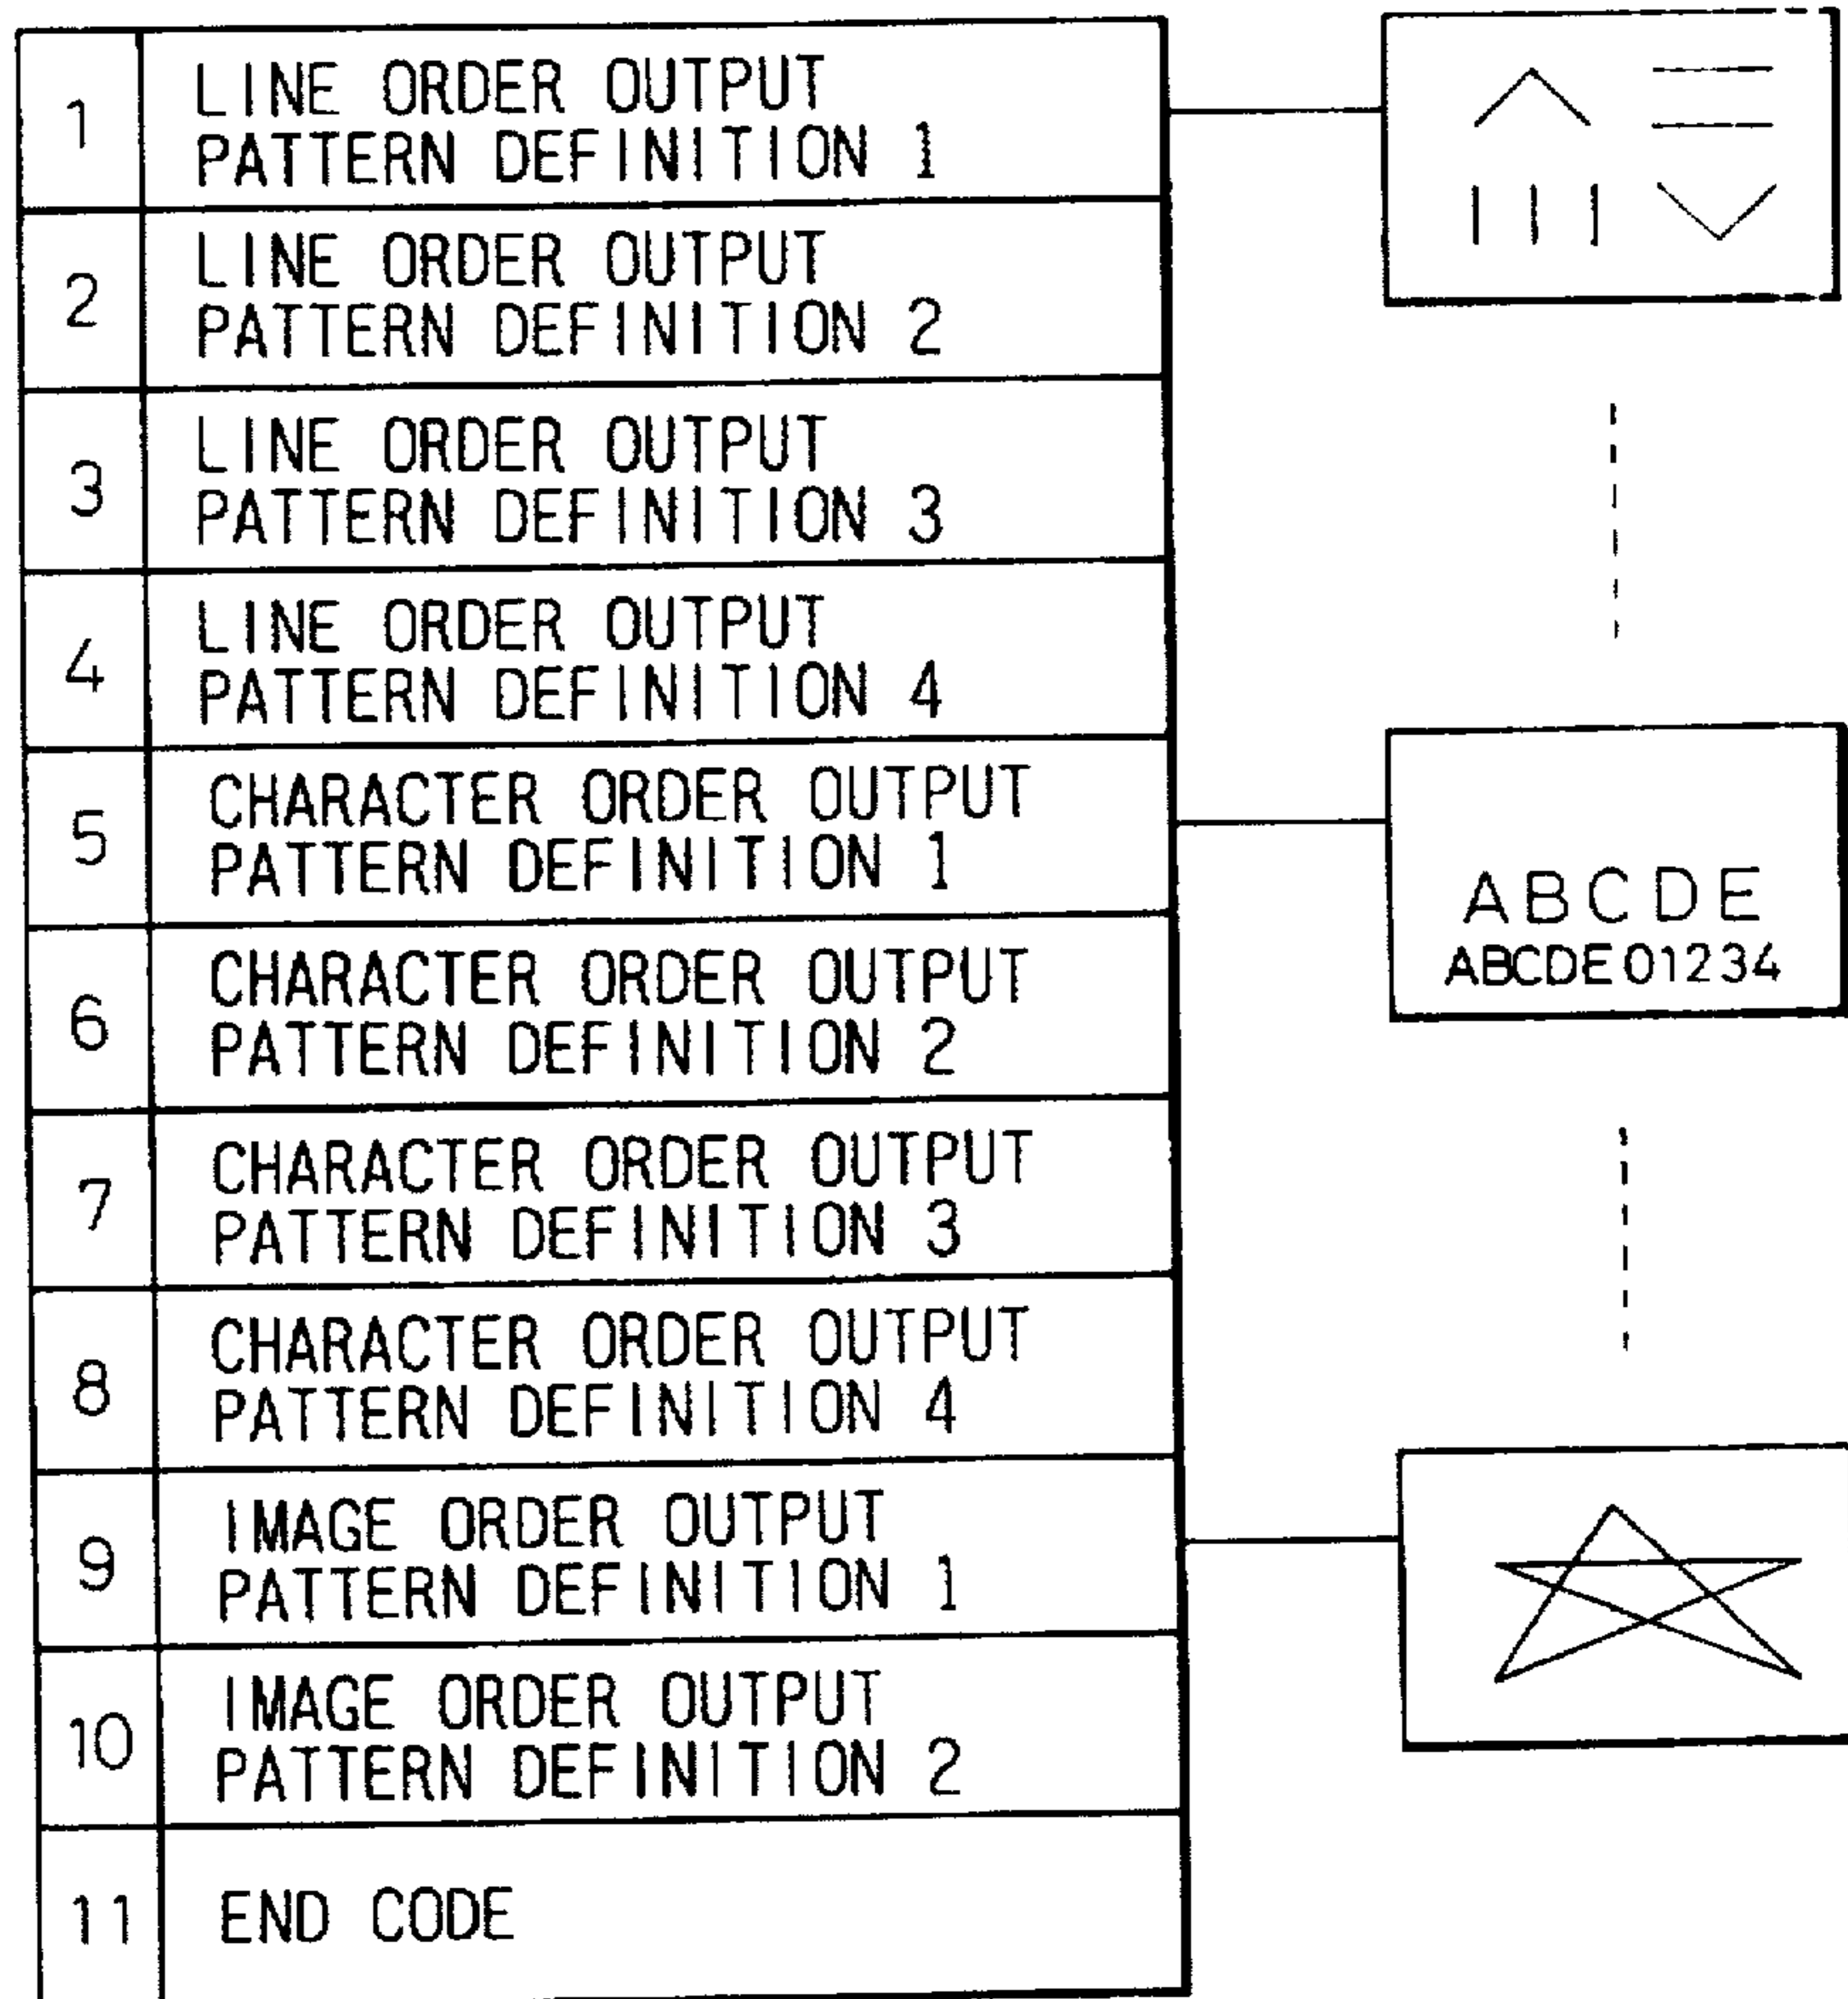 1 LINE ORDER OUTPUT
PATTERN DEFINITION 1
2 LINE ORDER OUTPUT
PATTERN DEFINITION 2
3 LINE ORDER OUTPUT
PATTERN DEFINITION 3
4 LINE ORDER OUTPUT
PATTERN DEFINITION 4
5 CHARACTER ORDER OUTPUT
PATTERN DEFINITION 1
6 CHARACTER ORDER OUTPUT
PATTERN DEFINITION 2
7 CHARACTER ORDER OUTPUT
PATTERN DEFINITION 3
8 CHARACTER ORDER OUTPUT
PATTERN DEFINITION 4
9 IMAGE ORDER OUTPUT
PATTERN DEFINITION 1
10 IMAGE ORDER OUTPUT
PATTERN DEFINITION 2
11 END CODE
A B C D E
ABCDE01234